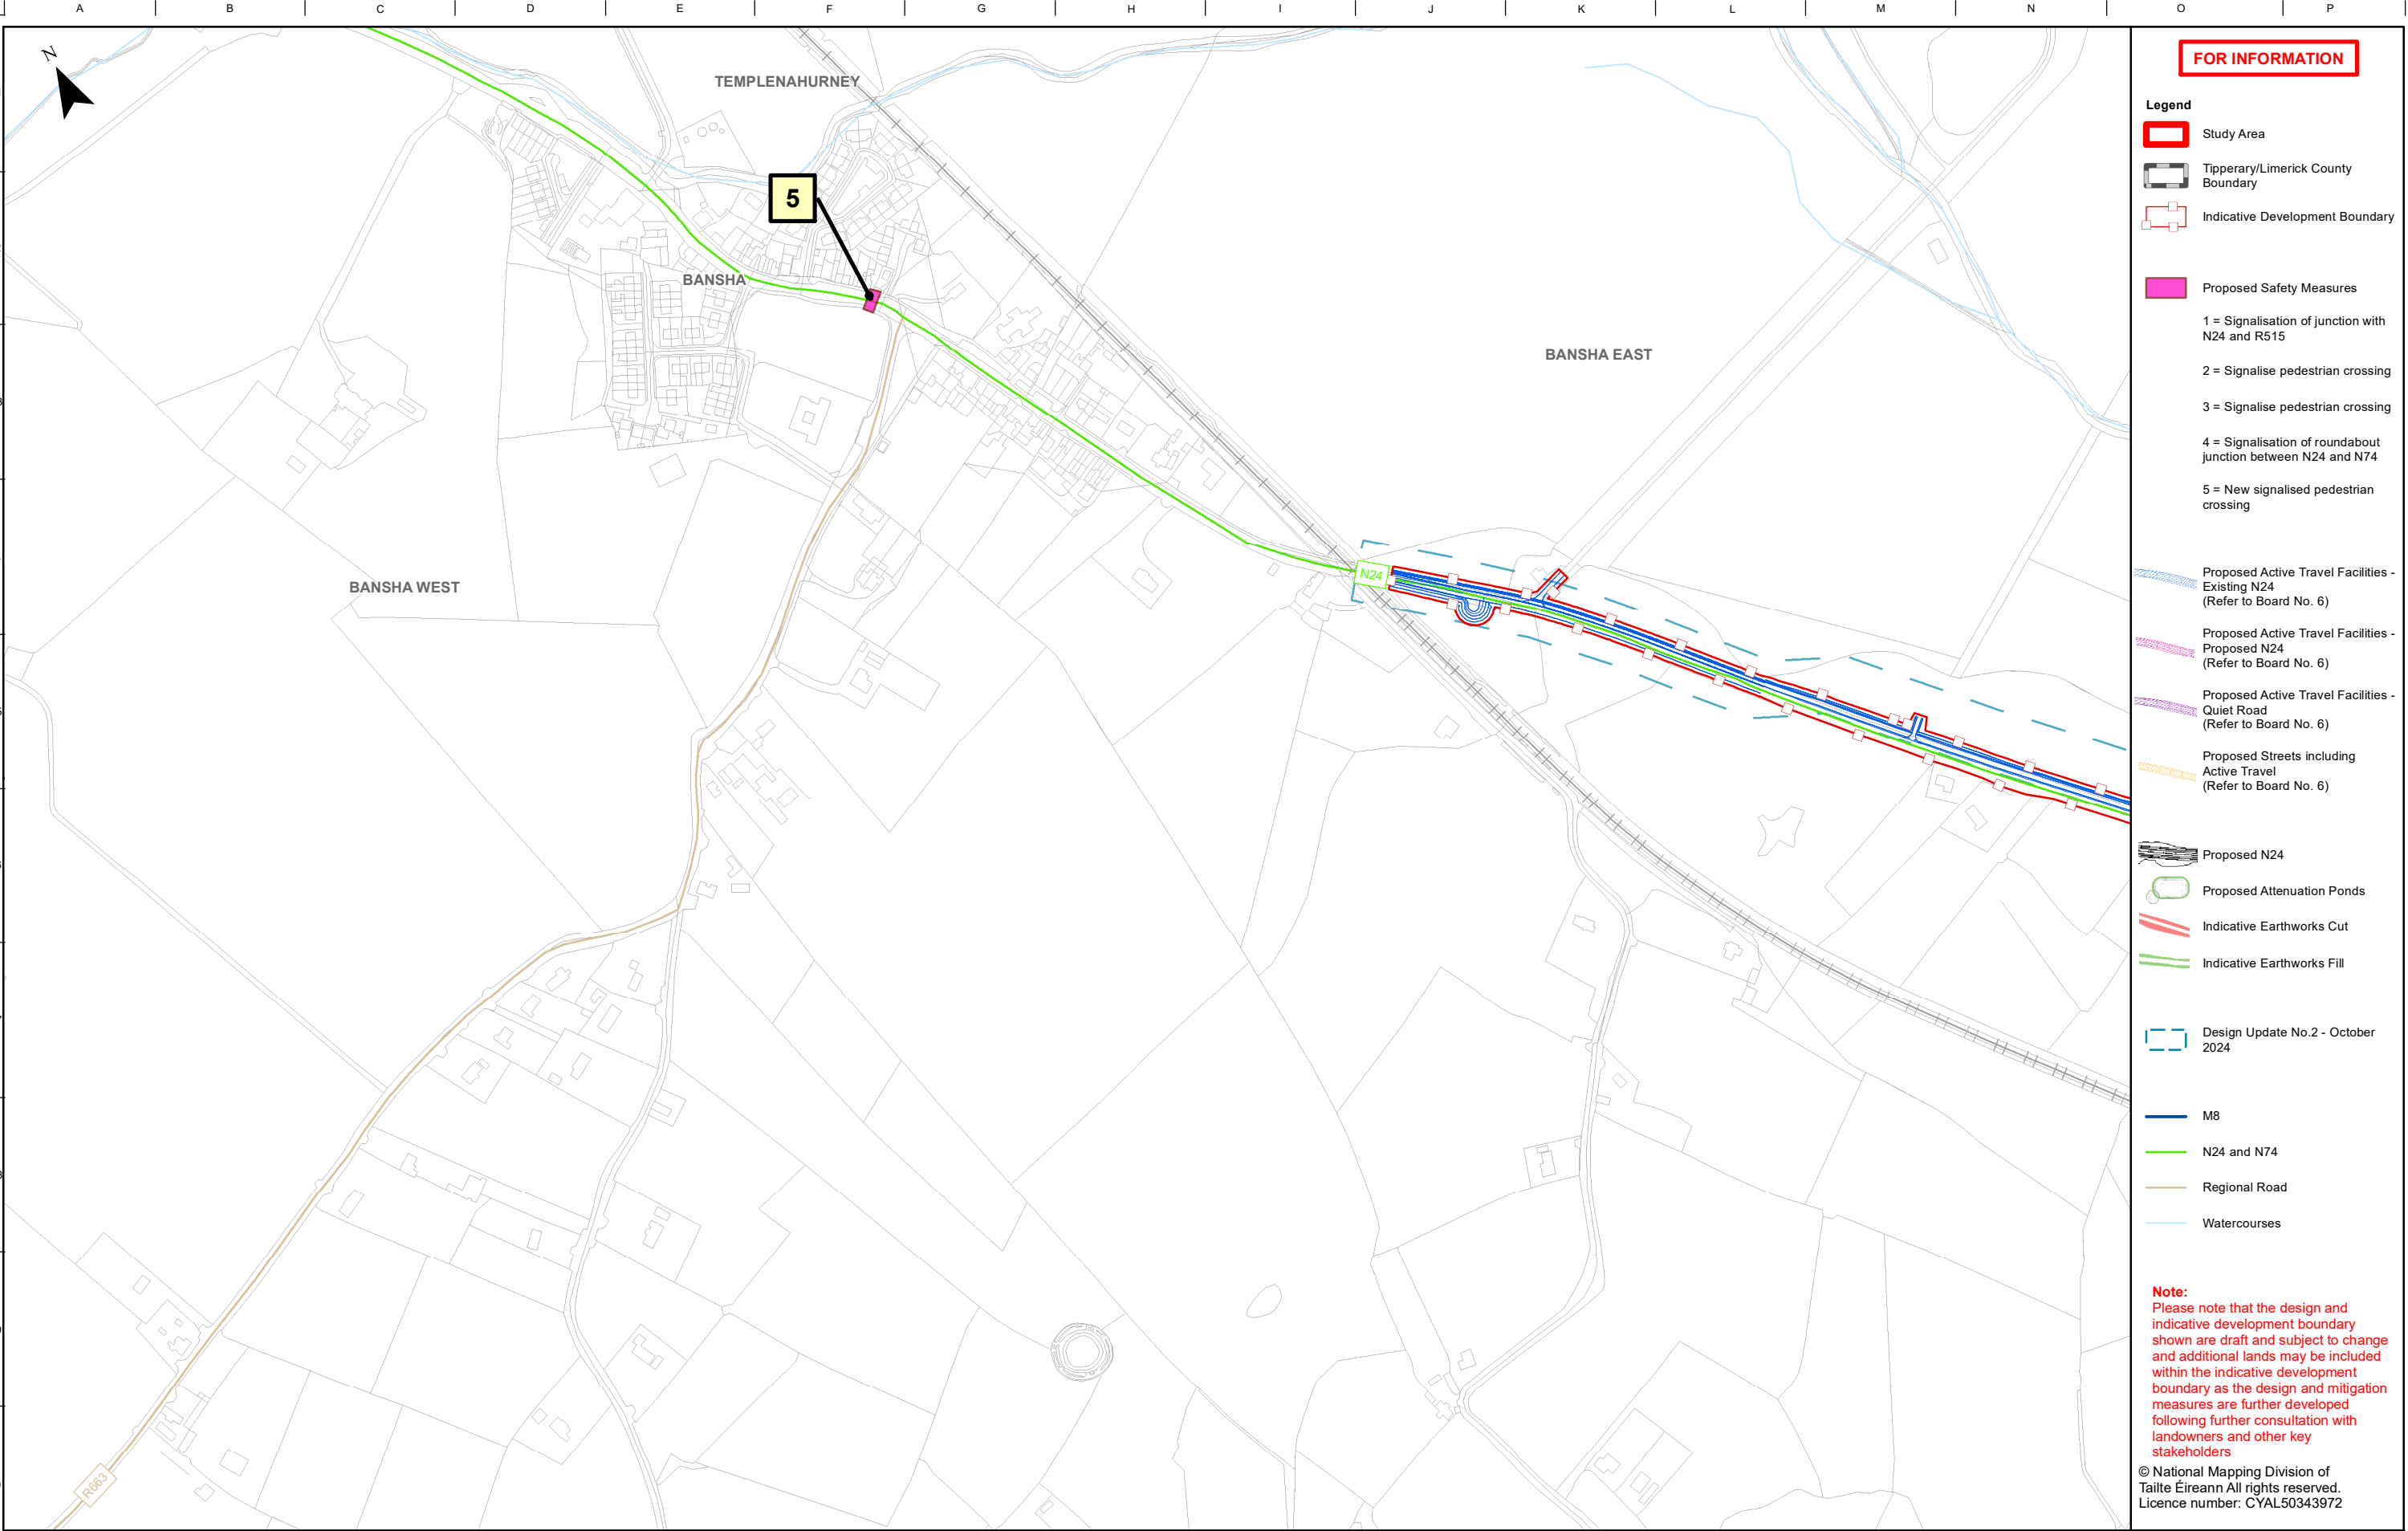 A B C D E F G H I J K L M N O P
N
TEMPLENAHURNEY
5
BANSHA
BANSHA EAST
N24
BANSHA WEST
R663
FOR INFORMATION
Legend
Study Area
Tipperary/Limerick County
Boundary
Indicative Development Boundary
Proposed Safety Measures
1 = Signalisation of junction with
N24 and R515
2 = Signalise pedestrian crossing
3 = Signalise pedestrian crossing
4 = Signalisation of roundabout
junction between N24 and N74
5 = New signalised pedestrian
crossing
Proposed Active Travel Facilities -
Existing N24
(Refer to Board No. 6)
Proposed Active Travel Facilities -
Proposed N24
(Refer to Board No. 6)
Proposed Active Travel Facilities -
Quiet Road
(Refer to Board No. 6)
Proposed Streets including
Active Travel
(Refer to Board No. 6)
Proposed N24
Proposed Attenuation Ponds
Indicative Earthworks Cut
Indicative Earthworks Fill
Design Update No.2 - October
2024
M8
N24 and N74
Regional Road
Watercourses
Note:
Please note that the design and
indicative development boundary
shown are draft and subject to change
and additional lands may be included
within the indicative development
boundary as the design and mitigation
measures are further developed
following further consultation with
landowners and other key
stakeholders
© National Mapping Division of
Tailte Éireann All rights reserved.
Licence number: CYAL50343972